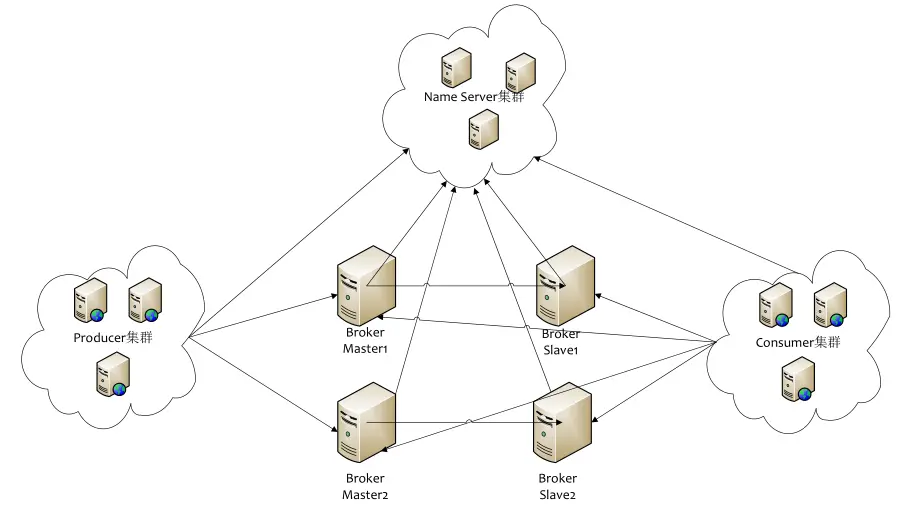 Name Server集群
Producer集群
Broker
Master1
Broker
Slave1
Consumer集群
Broker
Master2
Broker
Slave2